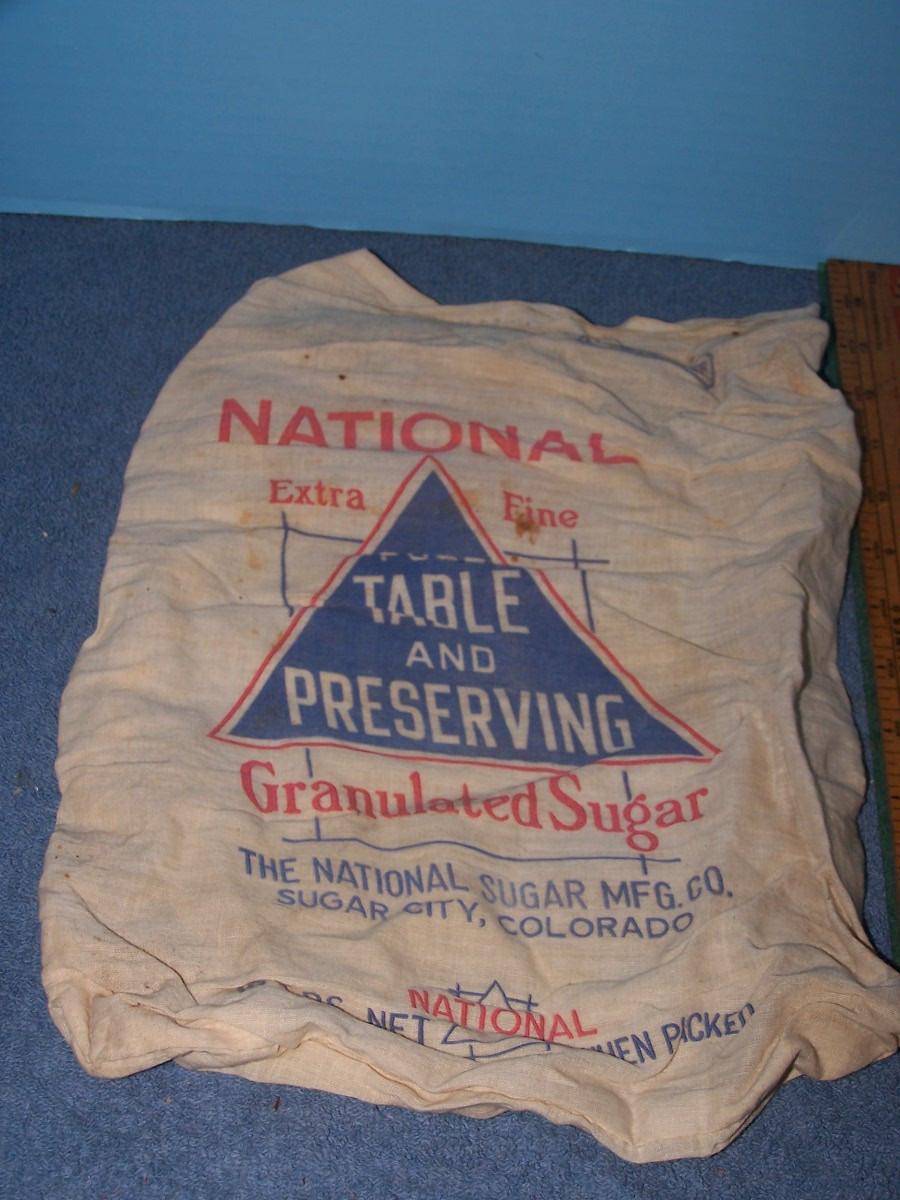 NATIONAL
Extra Fine
TABLE
AND
PRESERVING
Granulated Sugar
THE NATIONAL SUGAR MFG. CO.
SUGAR CITY, COLORADO
NATIONAL
NET WHEN PACKED